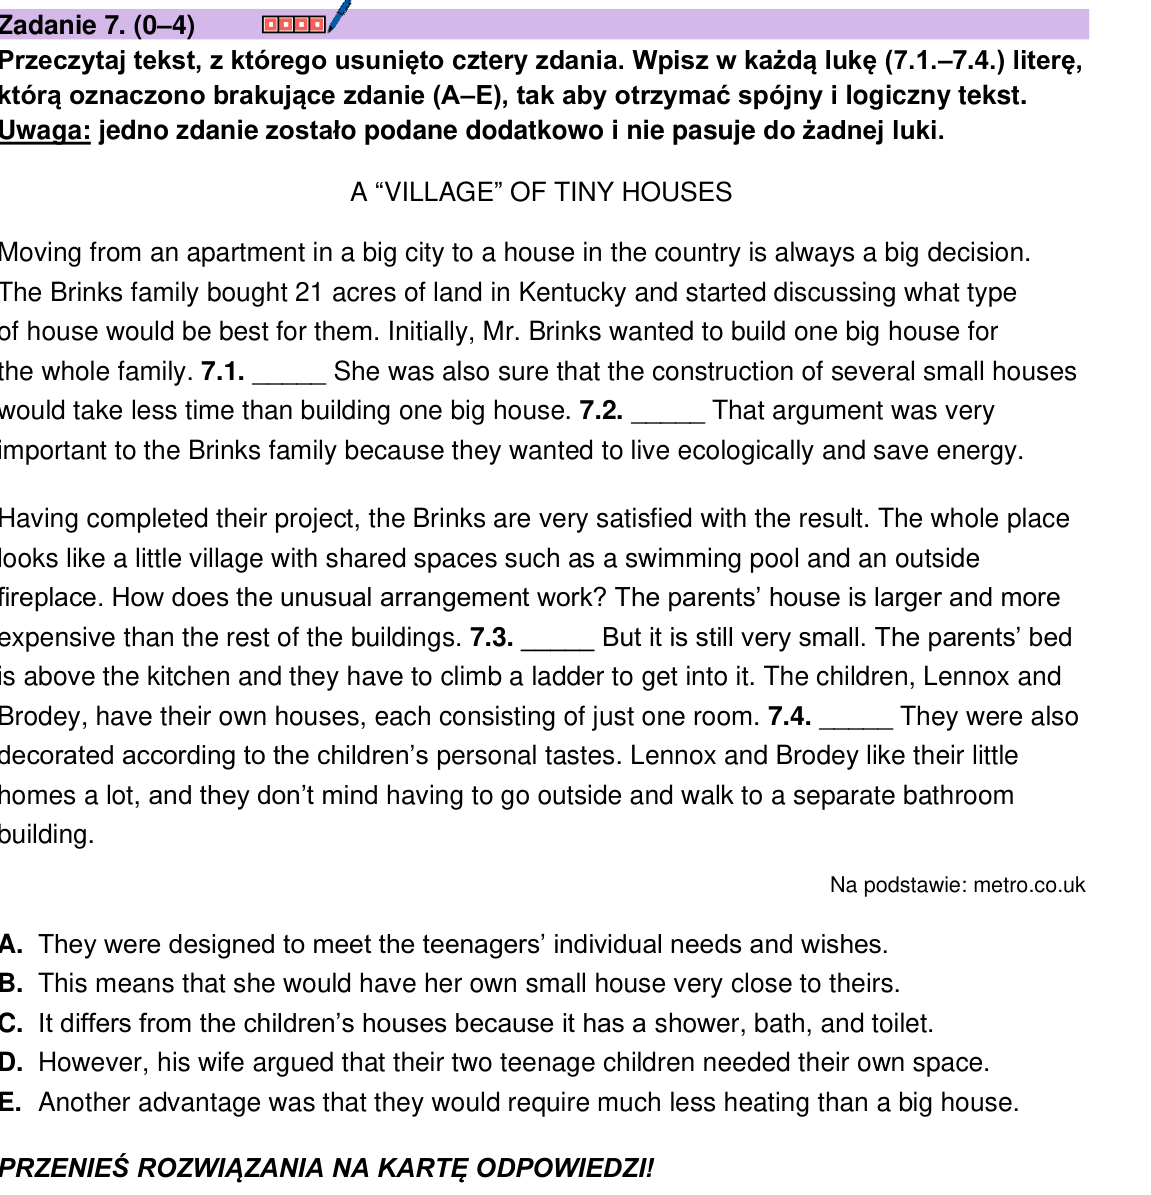 Zadanie 7. (0–4)
Przeczytaj tekst, z którego usunięto cztery zdania. Wpisz w każdą lukę (7.1.–7.4.) literę,
którą oznaczono brakujące zdanie (A–E), tak aby otrzymać spójny i logiczny tekst.
Uwaga: jedno zdanie zostało podane dodatkowo i nie pasuje do żadnej luki.
A “VILLAGE” OF TINY HOUSES
Moving from an apartment in a big city to a house in the country is always a big decision.
The Brinks family bought 21 acres of land in Kentucky and started discussing what type
of house would be best for them. Initially, Mr. Brinks wanted to build one big house for
the whole family. 7.1. _____ She was also sure that the construction of several small houses
would take less time than building one big house. 7.2. _____ That argument was very
important to the Brinks family because they wanted to live ecologically and save energy.
Having completed their project, the Brinks are very satisfied with the result. The whole place
looks like a little village with shared spaces such as a swimming pool and an outside
fireplace. How does the unusual arrangement work? The parents’ house is larger and more
expensive than the rest of the buildings. 7.3. _____ But it is still very small. The parents’ bed
is above the kitchen and they have to climb a ladder to get into it. The children, Lennox and
Brodey, have their own houses, each consisting of just one room. 7.4. _____ They were also
decorated according to the children’s personal tastes. Lennox and Brodey like their little
homes a lot, and they don’t mind having to go outside and walk to a separate bathroom
building.
Na podstawie: metro.co.uk
A. They were designed to meet the teenagers’ individual needs and wishes.
B. This means that she would have her own small house very close to theirs.
C. It differs from the children’s houses because it has a shower, bath, and toilet.
D. However, his wife argued that their two teenage children needed their own space.
E. Another advantage was that they would require much less heating than a big house.
PRZENIEŚ ROZWIĄZANIA NA KARTĘ ODPOWIEDZI!